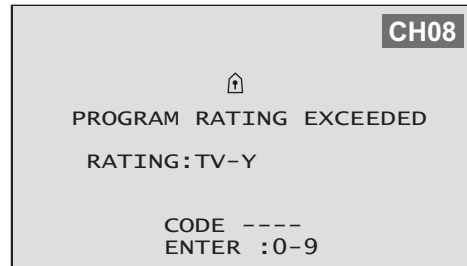 CH08
PROGRAM RATING EXCEEDED
RATING:TV-Y
CODE ----
ENTER :0-9